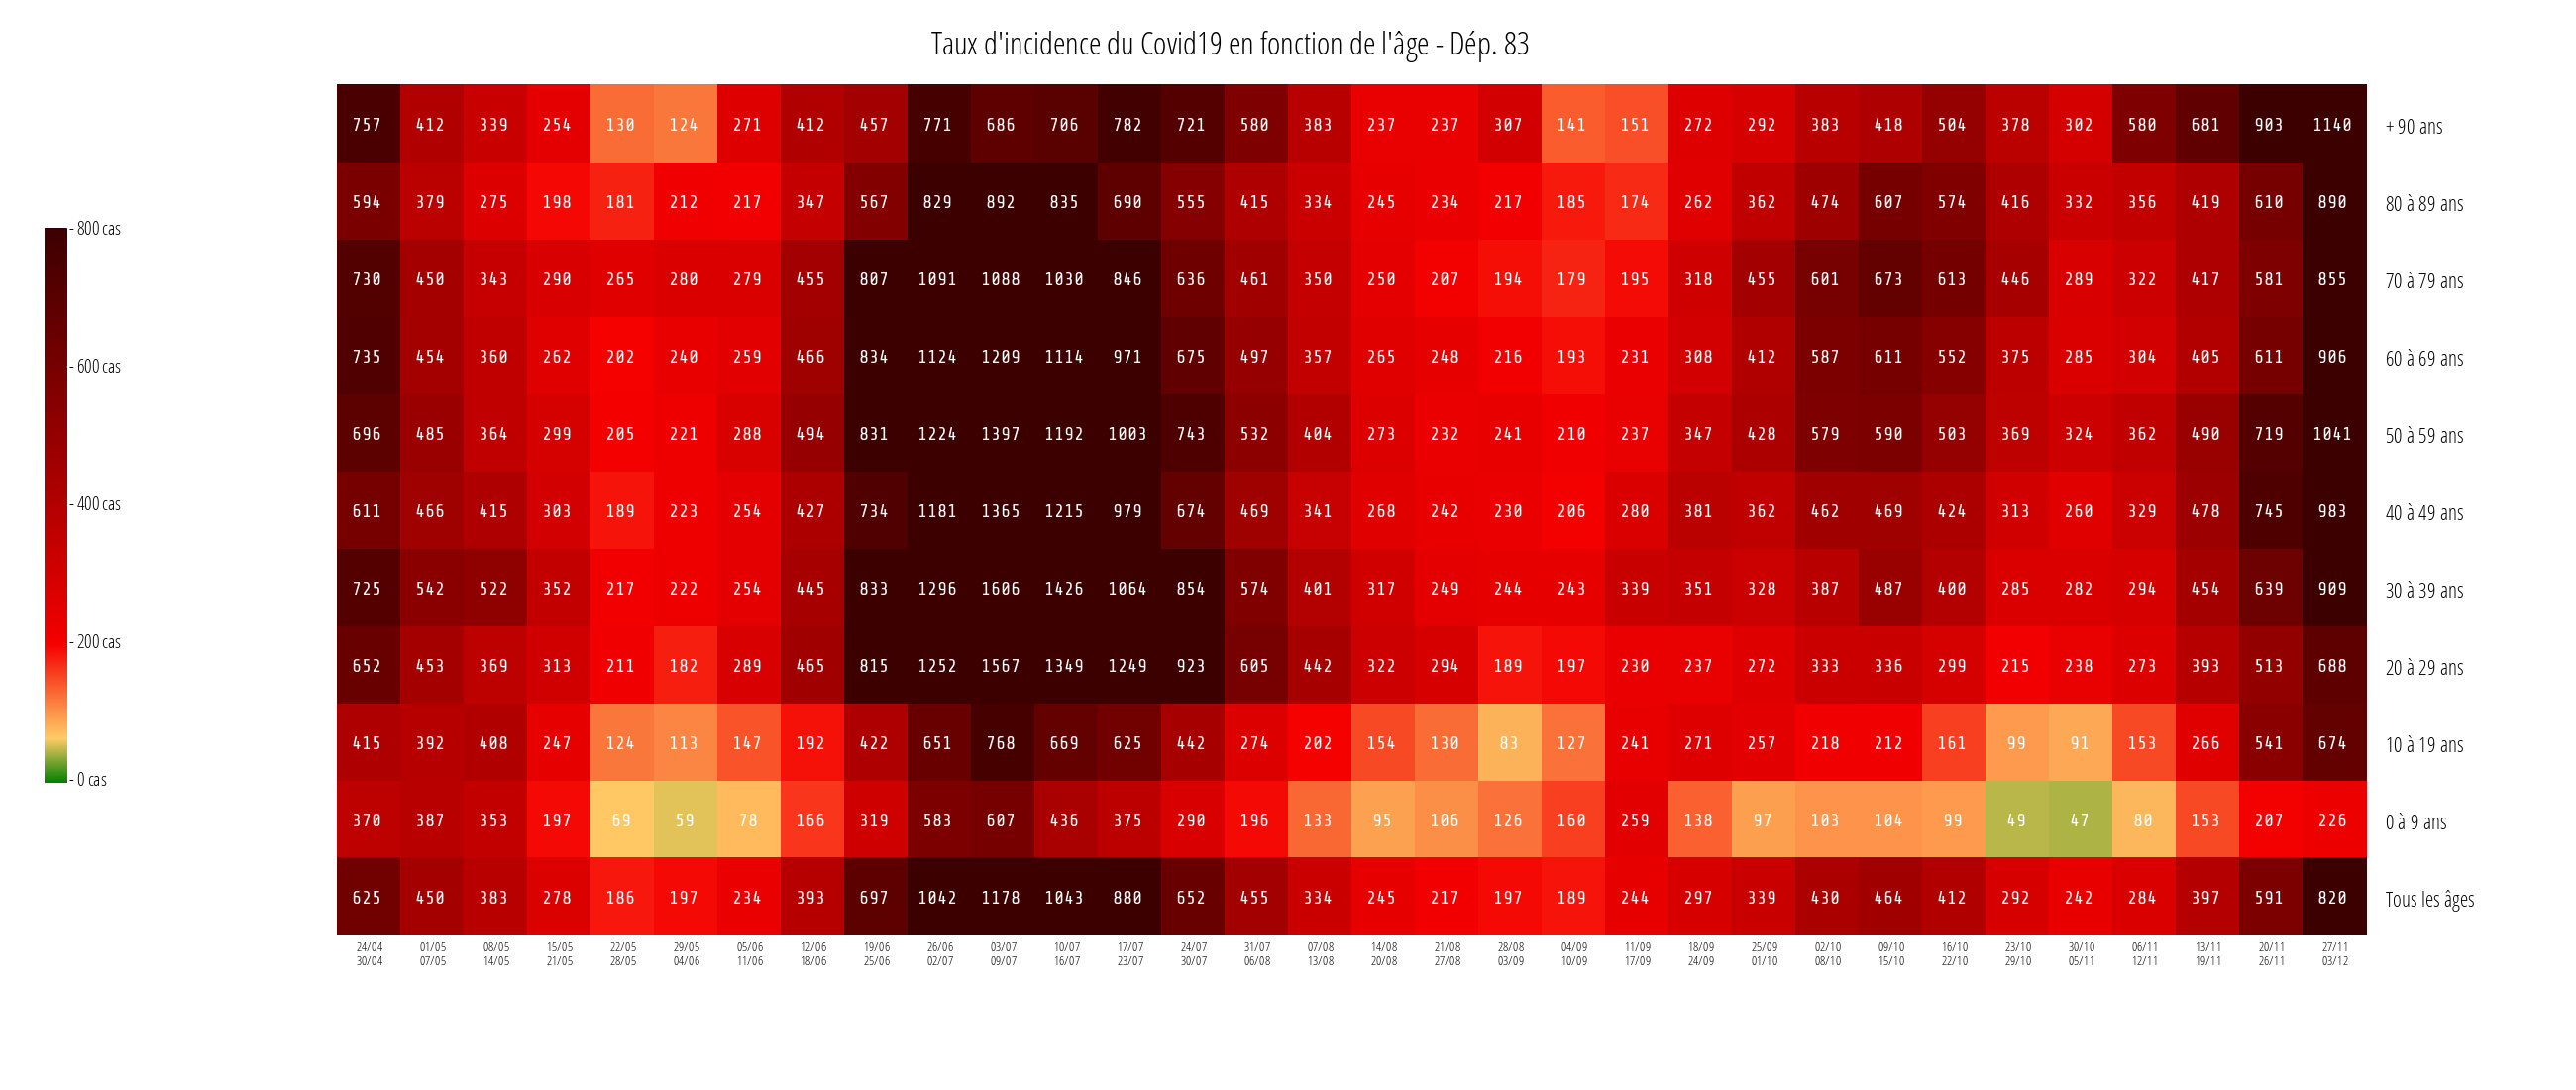 Taux d'incidence du Covid19 en fonction de l'âge - Dép. 83
- 800 cas
- 600 cas
- 400 cas
- 200 cas
- 0 cas
757 412 339 254 130 124 271 412 457 771 686 706 782 721 580 383 237 237 307 141 151 272 292 383 418 504 378 302 580 681 903 1140 + 90 ans
594 379 275 198 181 212 217 347 567 829 892 835 690 555 415 334 245 234 217 185 174 262 362 474 607 574 416 332 356 419 610 890 80 à 89 ans
730 450 343 290 265 280 279 455 807 1091 1088 1030 846 636 461 350 250 207 194 179 195 318 455 601 673 613 446 289 322 417 581 855 70 à 79 ans
735 454 360 262 202 240 259 466 834 1124 1209 1114 971 675 497 357 265 248 216 193 231 308 412 587 611 552 375 285 304 405 611 906 60 à 69 ans
696 485 364 299 205 221 288 494 831 1224 1397 1192 1003 743 532 404 273 232 241 210 237 347 428 579 590 503 369 324 362 490 719 1041 50 à 59 ans
611 466 415 303 189 223 254 427 734 1181 1365 1215 979 674 469 341 268 242 230 206 280 381 362 462 469 424 313 260 329 478 745 983 40 à 49 ans
725 542 522 352 217 222 254 445 833 1296 1606 1426 1064 854 574 401 317 249 244 243 339 351 328 387 487 400 285 282 294 454 639 909 30 à 39 ans
652 453 369 313 211 182 289 465 815 1252 1567 1349 1249 923 605 442 322 294 189 197 230 237 272 333 336 299 215 238 273 393 513 688 20 à 29 ans
415 392 408 247 124 113 147 192 422 651 768 669 625 442 274 202 154 130 83 127 241 271 257 218 212 161 99 91 153 266 541 674 10 à 19 ans
370 387 353 197 69 59 78 166 319 583 607 436 375 290 196 133 95 106 126 160 259 138 97 103 104 99 49 47 80 153 207 226 0 à 9 ans
625 450 383 278 186 197 234 393 697 1042 1178 1043 880 652 455 334 245 217 197 189 244 297 339 430 464 412 292 242 284 397 591 820 Tous les âges
24/04 01/05 08/05 15/05 22/05 29/05 05/06 12/06 19/06 26/06 03/07 10/07 17/07 24/07 31/07 07/08 14/08 21/08 28/08 04/09 11/09 18/09 25/09 02/10 09/10 16/10 23/10 30/10 06/11 13/11 20/11 27/11
30/04 07/05 14/05 21/05 28/05 04/06 11/06 18/06 25/06 02/07 09/07 16/07 23/07 30/07 06/08 13/08 20/08 27/08 03/09 10/09 17/09 24/09 01/10 08/10 15/10 22/10 29/10 05/11 12/11 19/11 26/11 03/12